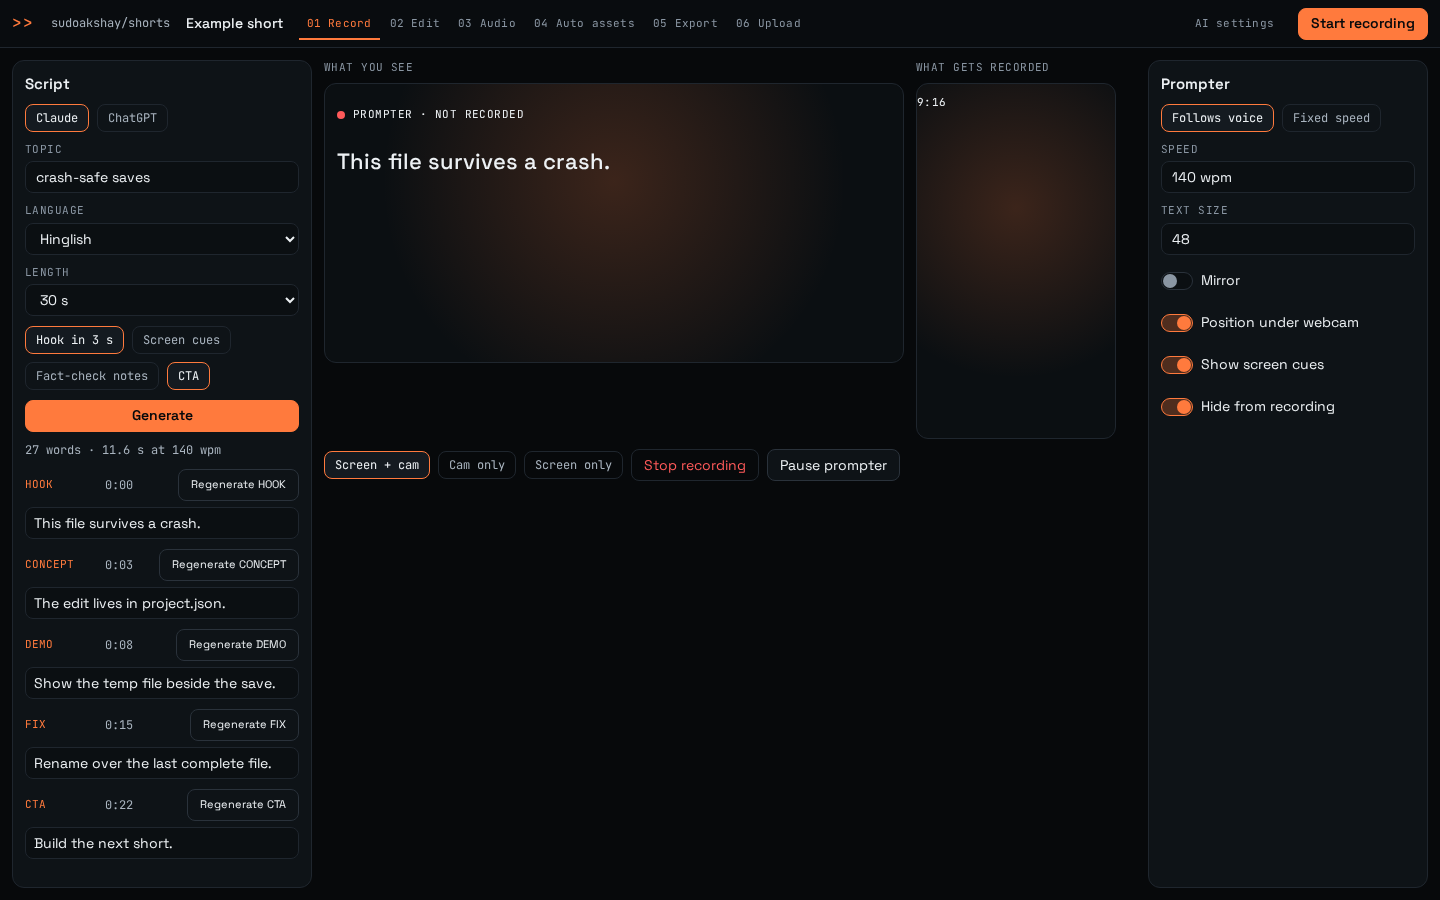 >> sudoakshay/shorts Example short 01 Record 02 Edit 03 Audio 04 Auto assets 05 Export 06 Upload AI settings Start recording
Script
Claude ChatGPT
TOPIC
crash-safe saves
LANGUAGE
Hinglish
LENGTH
30 s
Hook in 3 s Screen cues
Fact-check notes CTA
Generate
27 words · 11.6 s at 140 wpm
HOOK 0:00 Regenerate HOOK
This file survives a crash.
CONCEPT 0:03 Regenerate CONCEPT
The edit lives in project.json.
DEMO 0:08 Regenerate DEMO
Show the temp file beside the save.
FIX 0:15 Regenerate FIX
Rename over the last complete file.
CTA 0:22 Regenerate CTA
Build the next short.
WHAT YOU SEE
PROMPTER · NOT RECORDED
This file survives a crash.
WHAT GETS RECORDED
9:16
Screen + cam Cam only Screen only Stop recording Pause prompter
Prompter
Follows voice Fixed speed
SPEED
140 wpm
TEXT SIZE
48
Mirror
Position under webcam
Show screen cues
Hide from recording